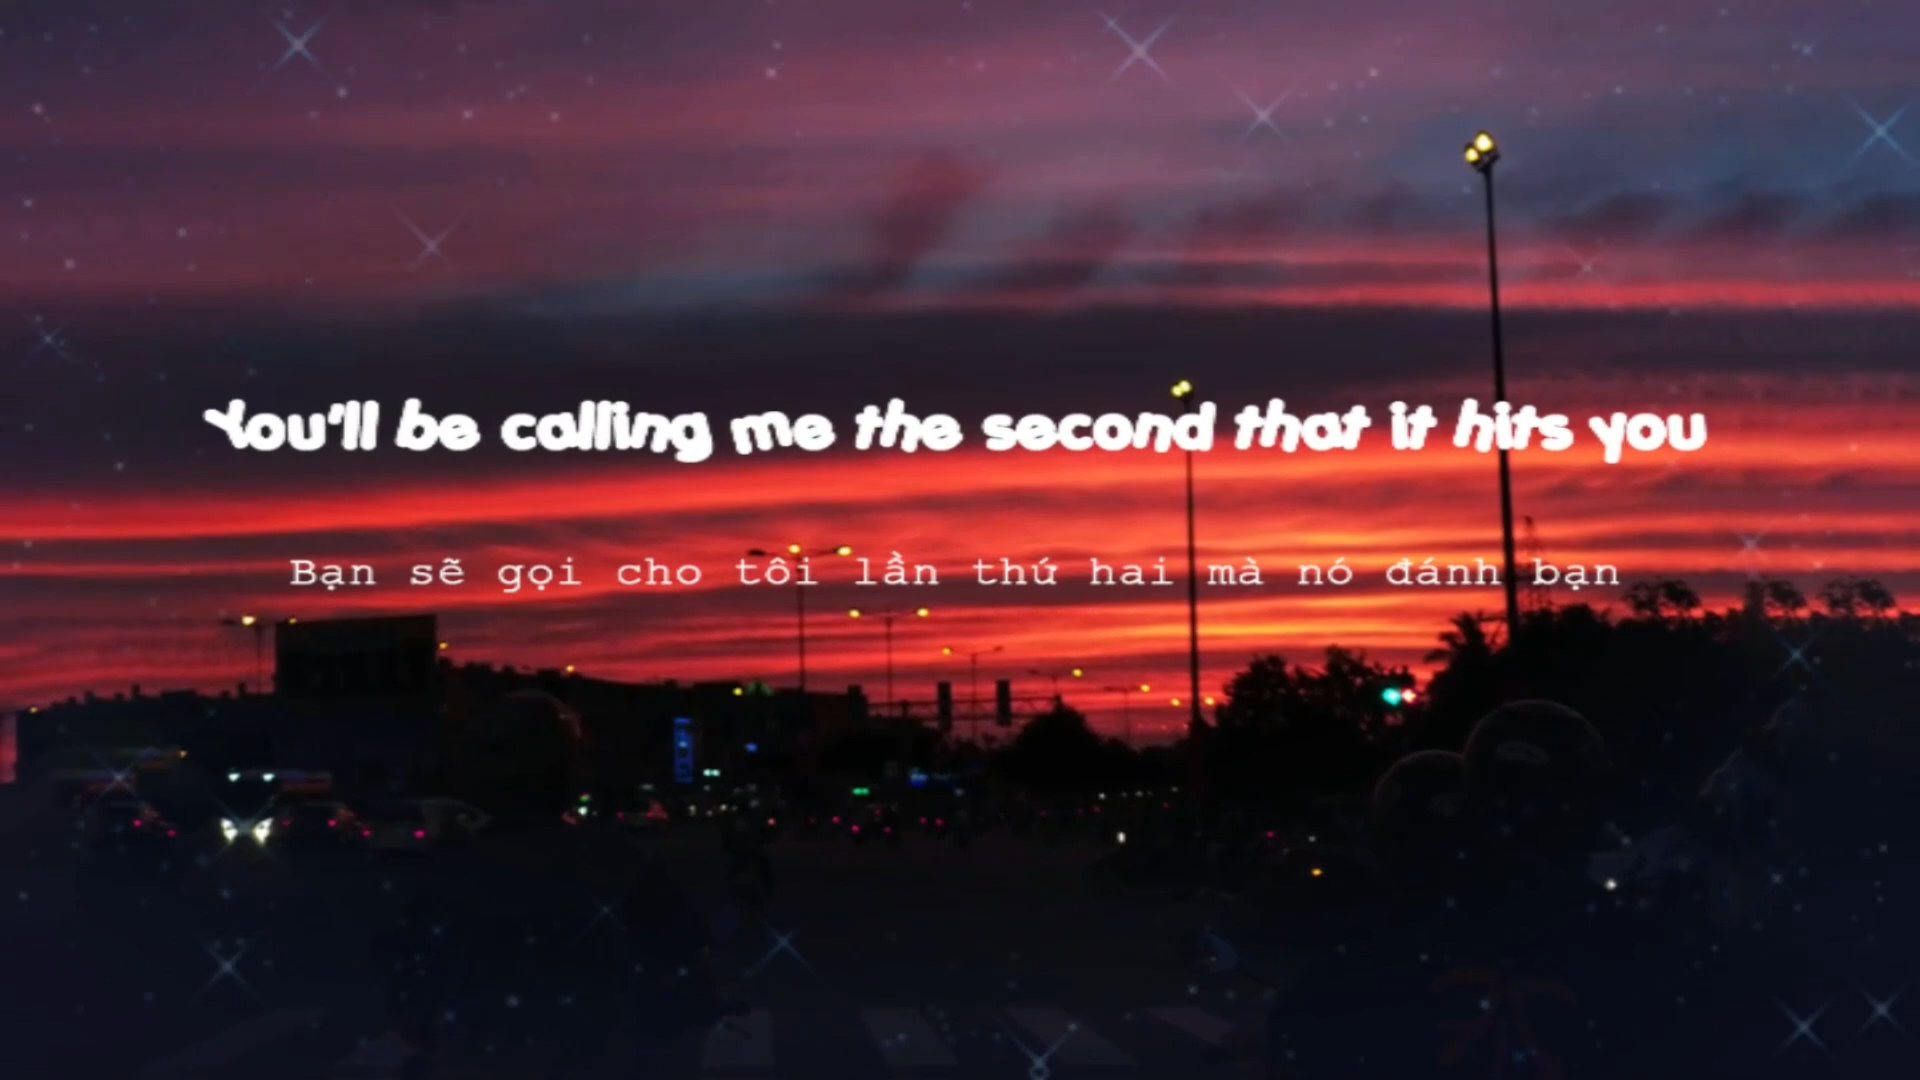 You'll be calling me the second that it hits you
Bạn sẽ gọi cho tôi lần thứ hai mà nó đánh bạn